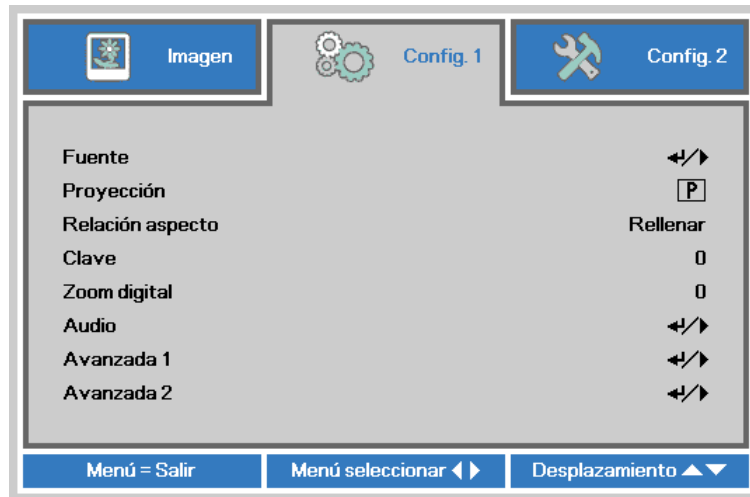 Imagen Config. 1 Config. 2
Fuente
Proyección P
Relación aspecto Rellenar
Clave 0
Zoom digital 0
Audio
Avanzada 1
Avanzada 2
Menú = Salir Menú seleccionar Desplazamiento